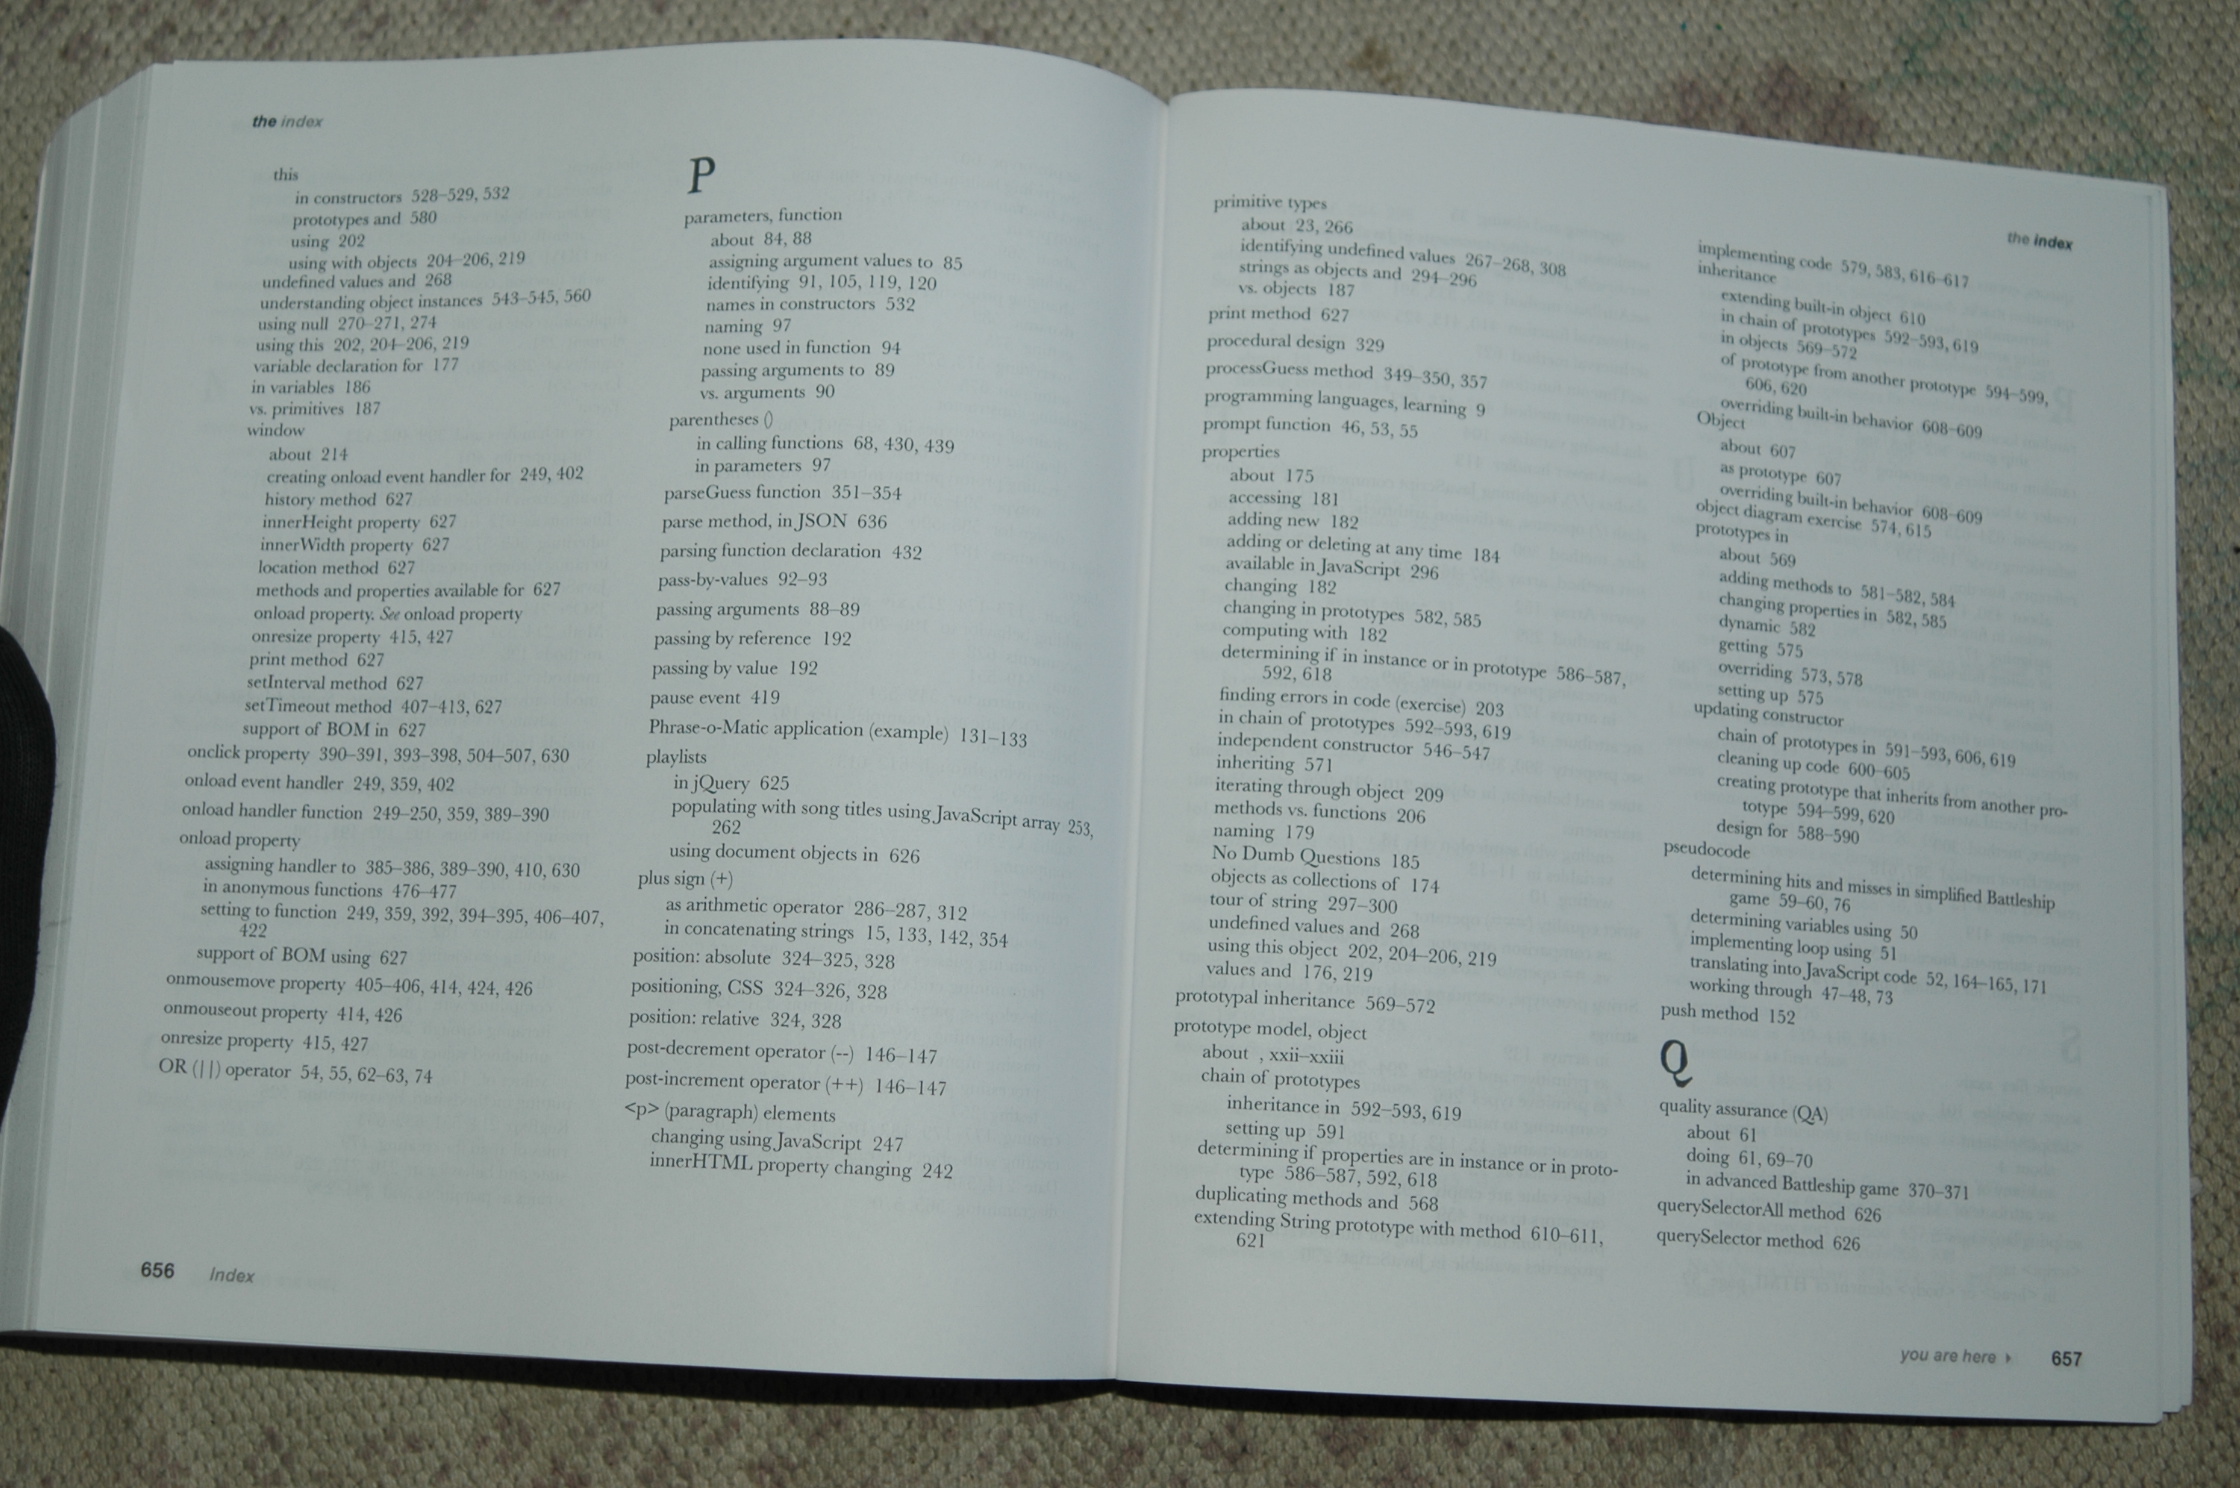 the index
this
in constructors 528–529, 532
prototypes and 580
using 202
using with objects 204–206, 219
undefined values and 268
understanding object instances 543–545, 560
using null 270–271, 274
using this 202, 204–206, 219
variable declaration for 177
in variables 186
vs. primitives 187
window
about 214
creating onload event handler for 249, 402
history method 627
innerHeight property 627
innerWidth property 627
location method 627
methods and properties available for 627
onload property. See onload property
onresize property 415, 427
print method 627
setInterval method 627
setTimeout method 407–413, 627
support of BOM in 627
onclick property 390–391, 393–398, 504–507, 630
onload event handler 249, 359, 402
onload handler function 249–250, 359, 389–390
onload property
assigning handler to 385–386, 389–390, 410, 630
in anonymous functions 476–477
setting to function 249, 359, 392, 394–395, 406–407,
422
support of BOM using 627
onmousemove property 405–406, 414, 424, 426
onmouseout property 414, 426
onresize property 415, 427
OR (||) operator 54, 55, 62–63, 74
P
parameters, function
about 84, 88
assigning argument values to 85
identifying 91, 105, 119, 120
names in constructors 532
naming 97
none used in function 94
passing arguments to 89
vs. arguments 90
parentheses ()
in calling functions 68, 430, 439
in parameters 97
parseGuess function 351–354
parse method, in JSON 636
parsing function declaration 432
pass-by-values 92–93
passing arguments 88–89
passing by reference 192
passing by value 192
pause event 419
Phrase-o-Matic application (example) 131–133
playlists
in jQuery 625
populating with song titles using JavaScript array 253,
262
using document objects in 626
plus sign (+)
as arithmetic operator 286–287, 312
in concatenating strings 15, 133, 142, 354
position: absolute 324–325, 328
positioning, CSS 324–326, 328
position: relative 324, 328
post-decrement operator (--) 146–147
post-increment operator (++) 146–147
<p> (paragraph) elements
changing using JavaScript 247
innerHTML property changing 242
656 Index
the index
primitive types
about 23, 266
identifying undefined values 267–268, 308
strings as objects and 294–296
vs. objects 187
print method 627
procedural design 329
processGuess method 349–350, 357
programming languages, learning 9
prompt function 46, 53, 55
properties
about 175
accessing 181
adding new 182
adding or deleting at any time 184
available in JavaScript 296
changing 182
changing in prototypes 582, 585
computing with 182
determining if in instance or in prototype 586–587,
592, 618
finding errors in code (exercise) 203
in chain of prototypes 592–593, 619
independent constructor 546–547
inheriting 571
iterating through object 209
methods vs. functions 206
naming 179
No Dumb Questions 185
objects as collections of 174
tour of string 297–300
undefined values and 268
using this object 202, 204–206, 219
values and 176, 219
prototypal inheritance 569–572
prototype model, object
about , xxii–xxiii
chain of prototypes
inheritance in 592–593, 619
setting up 591
determining if properties are in instance or in proto-
type 586–587, 592, 618
duplicating methods and 568
extending String prototype with method 610–611,
621
implementing code 579, 583, 616–617
inheritance
extending built-in object 610
in chain of prototypes 592–593, 619
in objects 569–572
of prototype from another prototype 594–599,
606, 620
overriding built-in behavior 608–609
Object
about 607
as prototype 607
overriding built-in behavior 608–609
object diagram exercise 574, 615
prototypes in
about 569
adding methods to 581–582, 584
changing properties in 582, 585
dynamic 582
getting 575
overriding 573, 578
setting up 575
updating constructor
chain of prototypes in 591–593, 606, 619
cleaning up code 600–605
creating prototype that inherits from another pro-
totype 594–599, 620
design for 588–590
pseudocode
determining hits and misses in simplified Battleship
game 59–60, 76
determining variables using 50
implementing loop using 51
translating into JavaScript code 52, 164–165, 171
working through 47–48, 73
push method 152
Q
quality assurance (QA)
about 61
doing 61, 69–70
in advanced Battleship game 370–371
querySelectorAll method 626
querySelector method 626
you are here ▸ 657